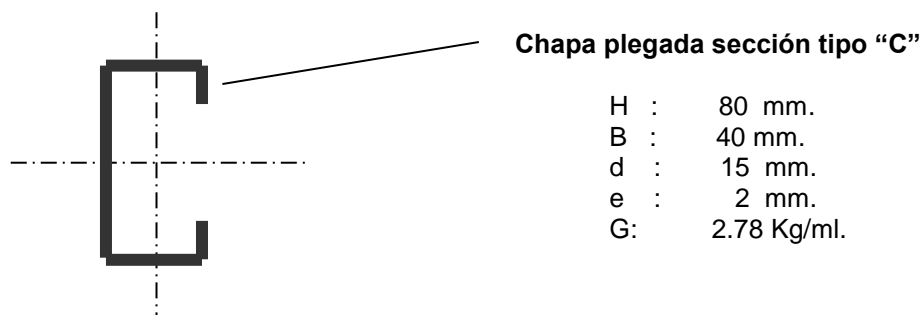 Chapa plegada sección tipo “C”
H : 80 mm.
B : 40 mm.
d : 15 mm.
e : 2 mm.
G: 2.78 Kg/ml.